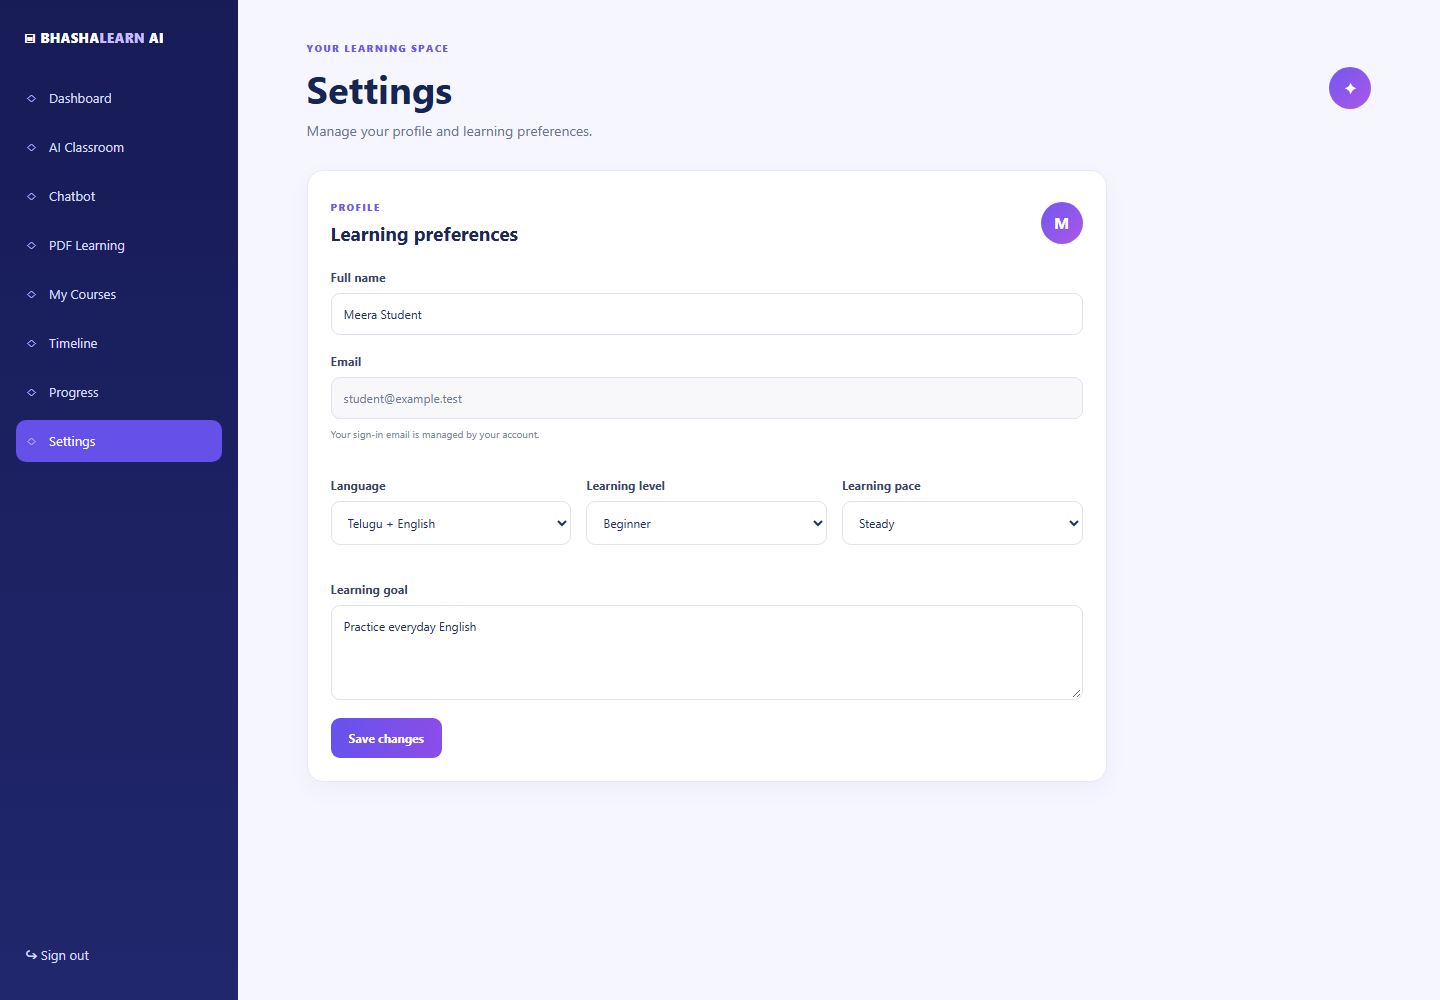 BHASHALEARN AI
Dashboard
AI Classroom
Chatbot
PDF Learning
My Courses
Timeline
Progress
Settings
Sign out
YOUR LEARNING SPACE
Settings
Manage your profile and learning preferences.
PROFILE
Learning preferences
M
Full name
Meera Student
Email
student@example.test
Your sign-in email is managed by your account.
Language Learning level Learning pace
Telugu + English Beginner Steady
Learning goal
Practice everyday English
Save changes